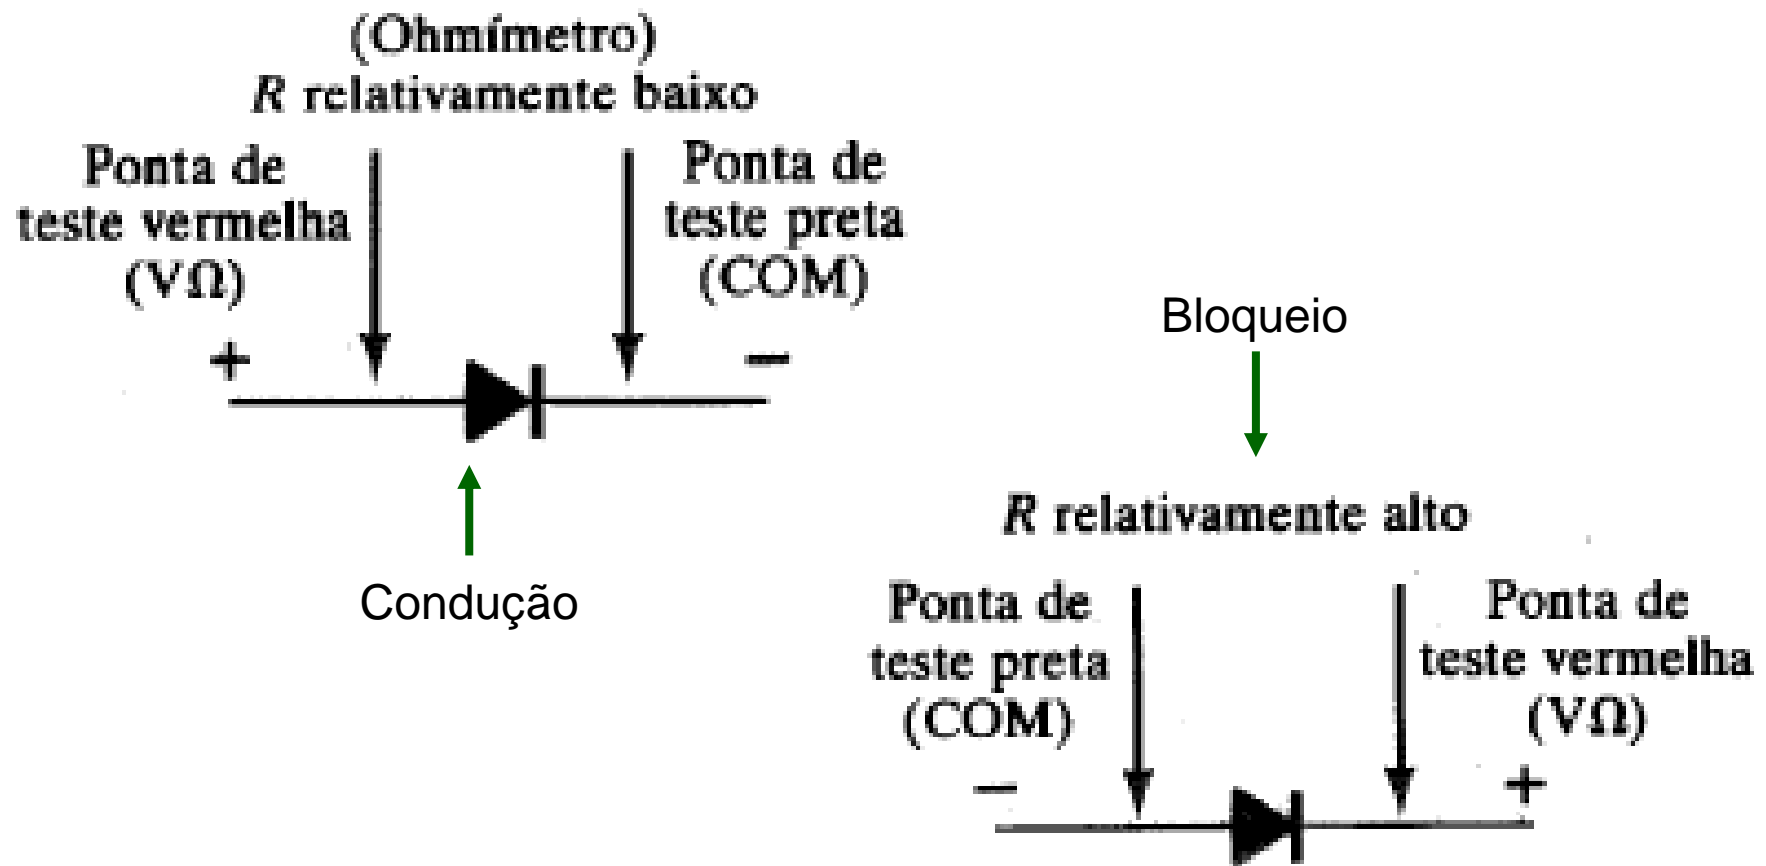 (Ohmímetro)
R relativamente baixo
Ponta de
teste vermelha
(VΩ)
Ponta de
teste preta
(COM)
+
−
Condução
Bloqueio
R relativamente alto
Ponta de
teste preta
(COM)
Ponta de
teste vermelha
(VΩ)
−
+